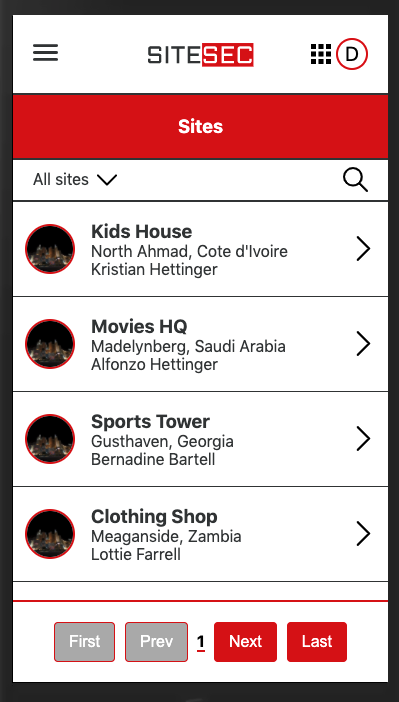 SITESEC
D
Sites
All sites
Kids House
North Ahmad, Cote d'Ivoire
Kristian Hettinger
Movies HQ
Madelynberg, Saudi Arabia
Alfonzo Hettinger
Sports Tower
Gusthaven, Georgia
Bernadine Bartell
Clothing Shop
Meaganside, Zambia
Lottie Farrell
First Prev 1 Next Last